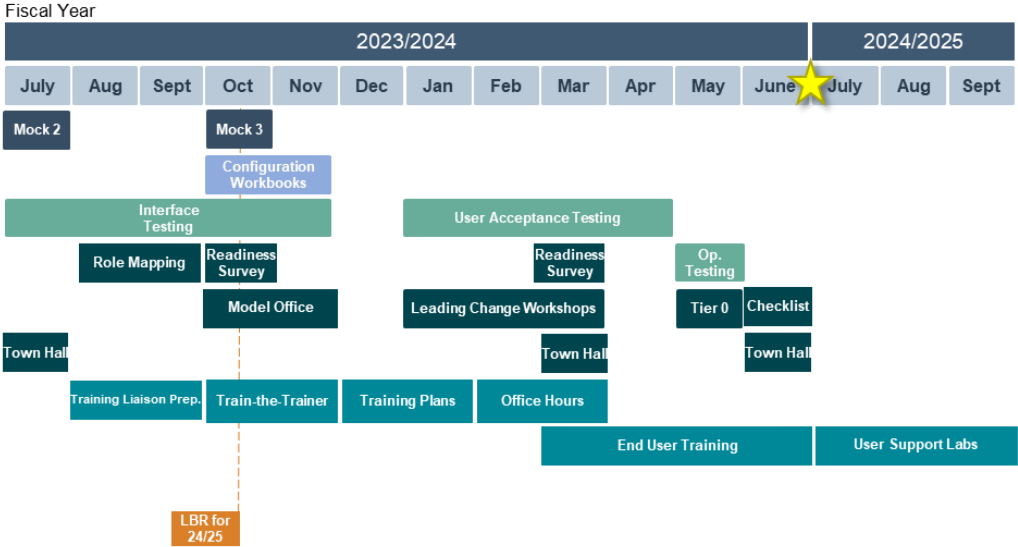 Fiscal Year
2023/2024 2024/2025
July Aug Sept Oct Nov Dec Jan Feb Mar Apr May June July Aug Sept
Mock 2 Mock 3
Configuration
Workbooks
Interface
Testing
User Acceptance Testing
Role Mapping
Readiness
Survey
Readiness
Survey
Op.
Testing
Model Office Leading Change Workshops Tier 0 Checklist
Town Hall Town Hall Town Hall
Training Liaison Prep. Train-the-Trainer Training Plans Office Hours
End User Training User Support Labs
LBR for
24/25